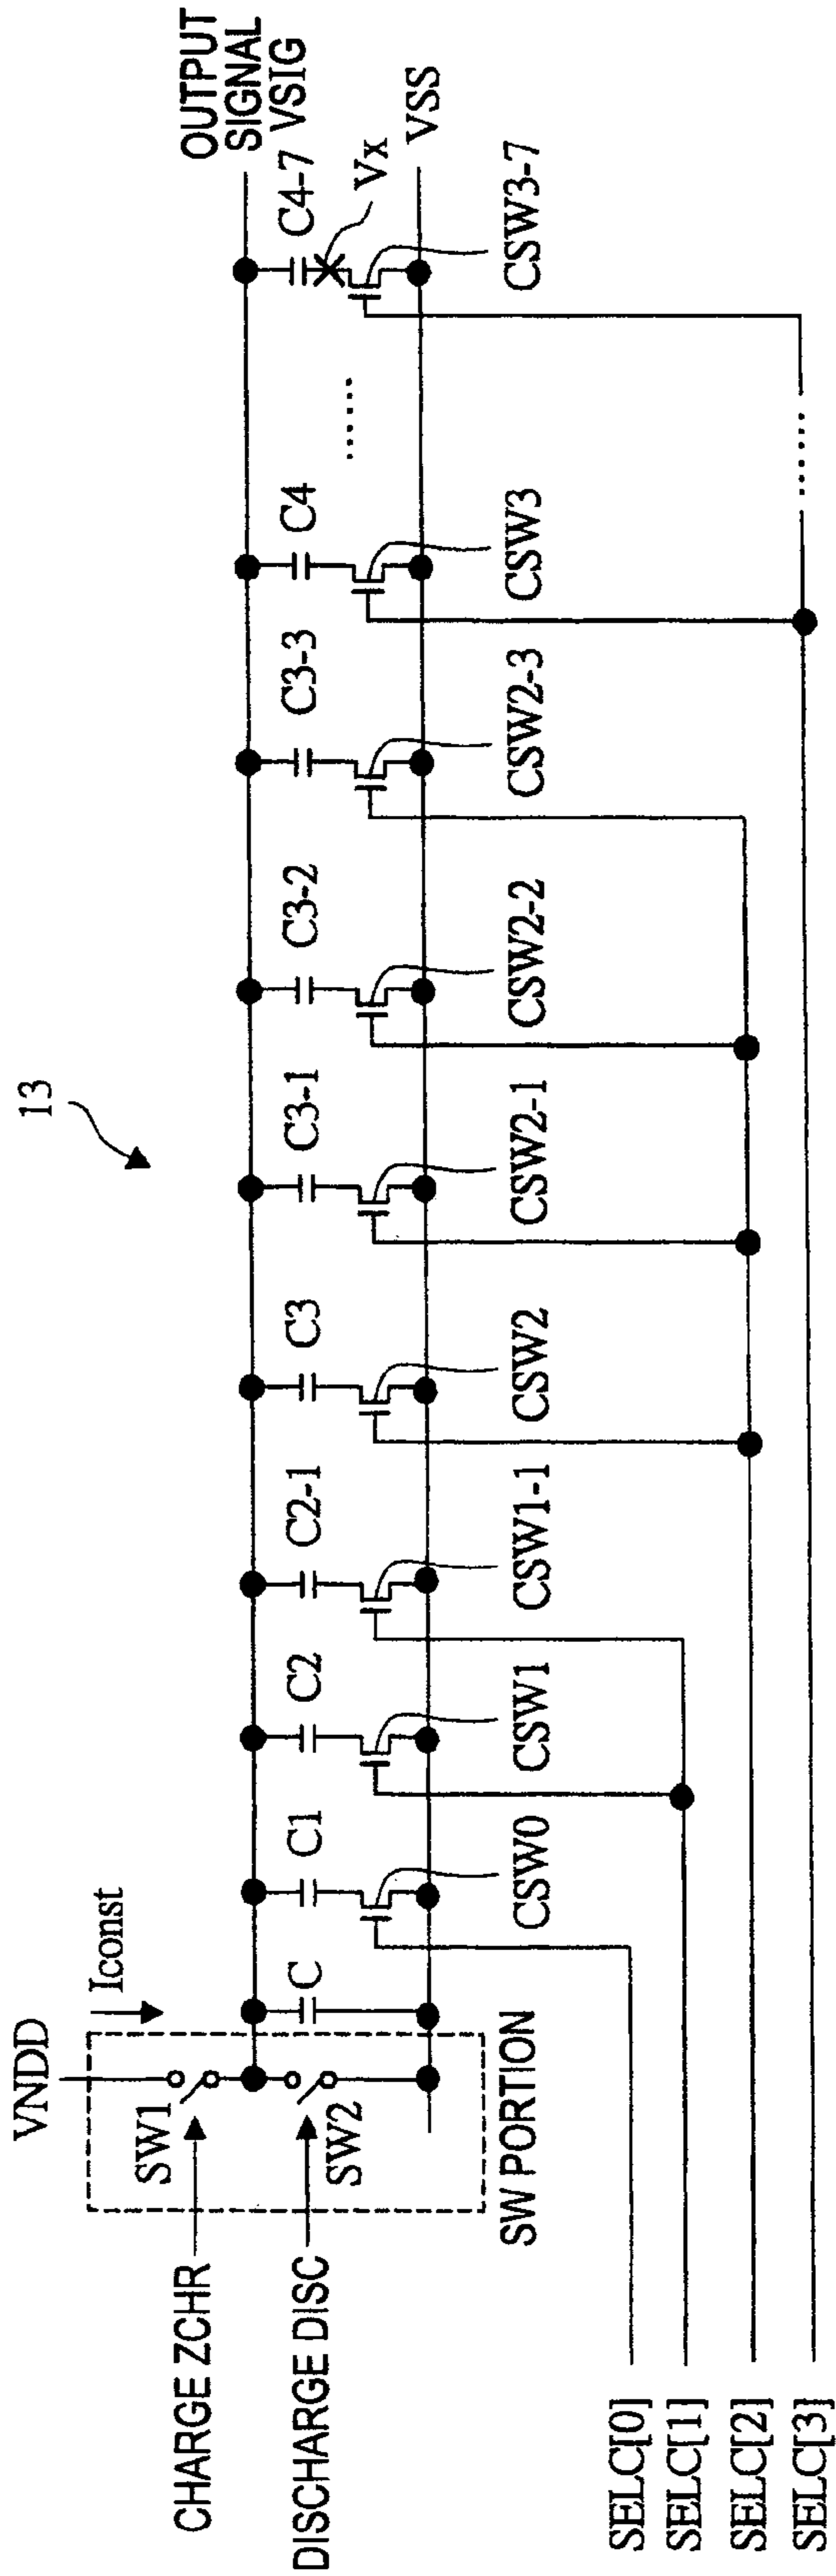 13
VNDD
Iconst
OUTPUT
SIGNAL
VSIG
C
C1
C2
C2-1
C3
C3-1
C3-2
C3-3
C4
......
C4-7
Vx
VSS
CHARGE ZCHR
SW1
DISCHARGE DISC
SW2
SW PORTION
CSW0
CSW1
CSW1-1
CSW2
CSW2-1
CSW2-2
CSW2-3
CSW3
CSW3-7
SELC[0]
SELC[1]
SELC[2]
SELC[3]
......